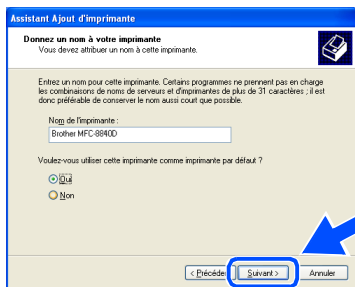 Assistant Ajout d'imprimante
Donnez un nom à votre imprimante
Vous devez attribuer un nom à cette imprimante.
Entrez un nom pour cette imprimante. Certains programmes ne prennent pas en charge
les combinaisons de noms de serveurs et d'imprimantes de plus de 31 caractères ; il est
donc préférable de conserver le nom aussi court que possible.
Nom de l'imprimante :
Brother MFC-8840D
Voulez-vous utiliser cette imprimante comme imprimante par défaut ?
Oui
Non
< Précéde Suivant > Annuler